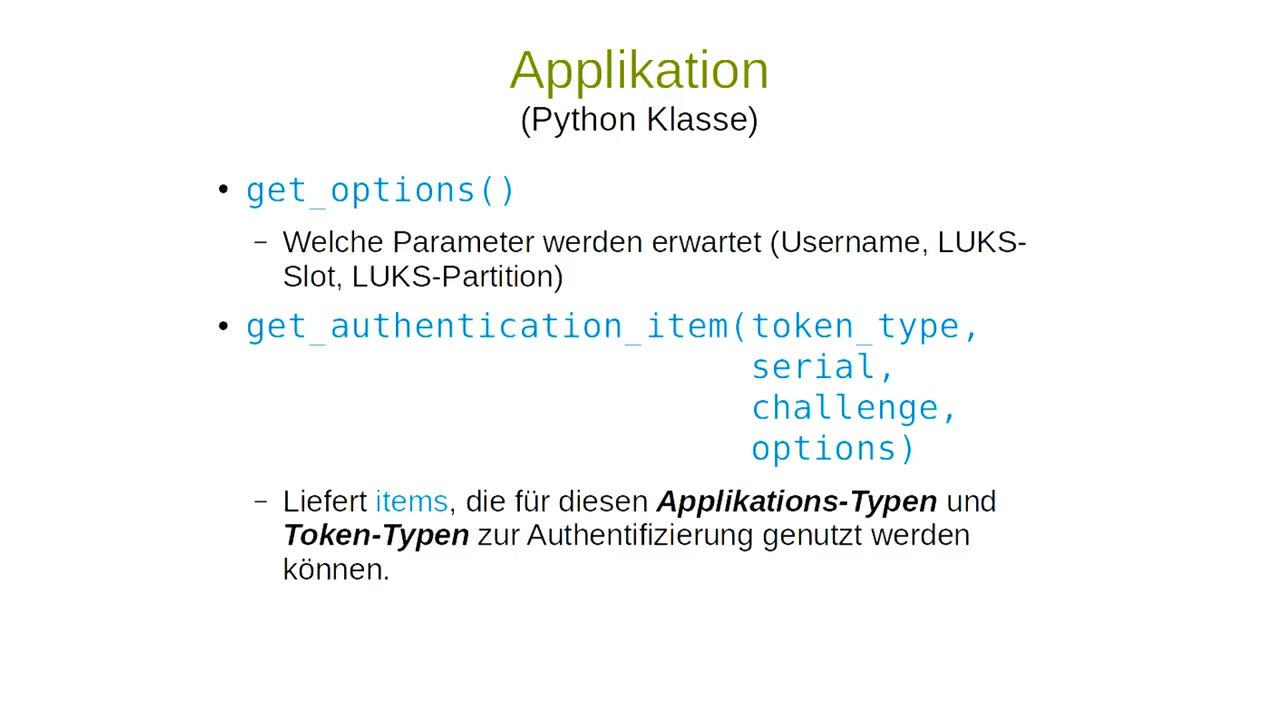 Applikation
(Python Klasse)
• get_options()
– Welche Parameter werden erwartet (Username, LUKS-
Slot, LUKS-Partition)
• get_authentication_item(token_type,
serial,
challenge,
options)
– Liefert items, die für diesen Applikations-Typen und
Token-Typen zur Authentifizierung genutzt werden
können.